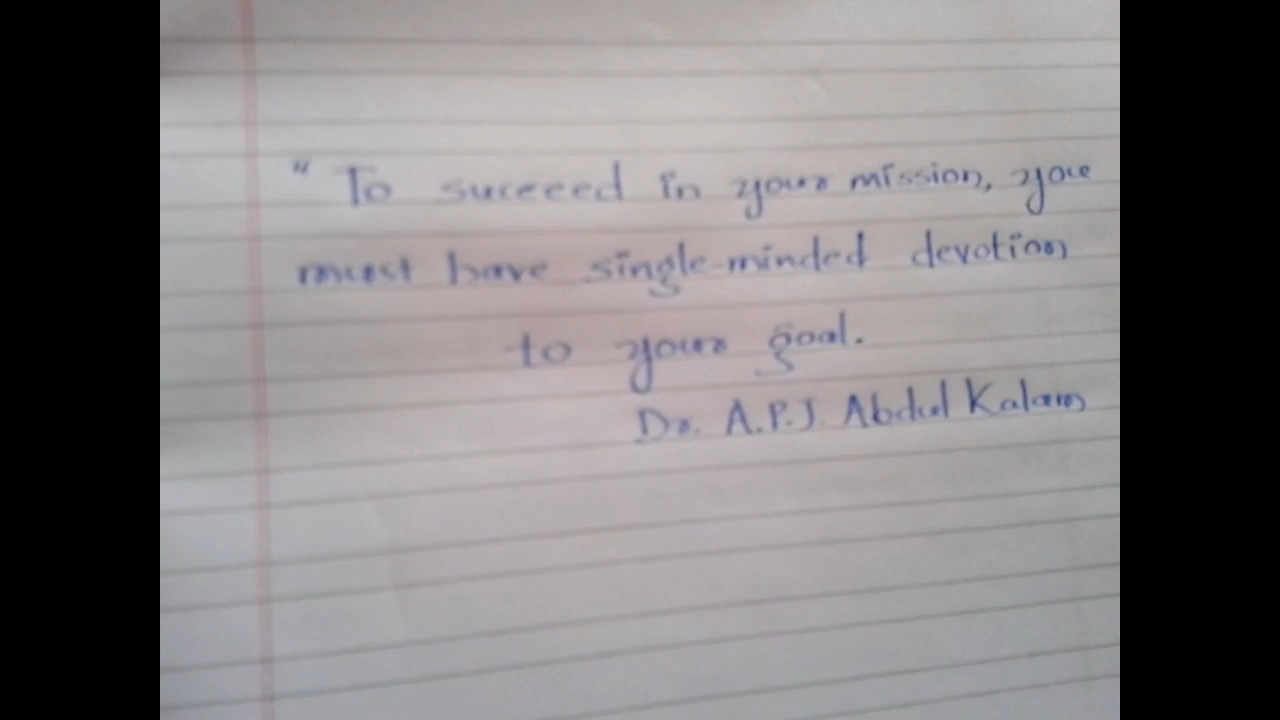 " To succeed in your mission, you
must have single-minded devotion
to your goal.
Dr. A.P.J Abdul Kalam